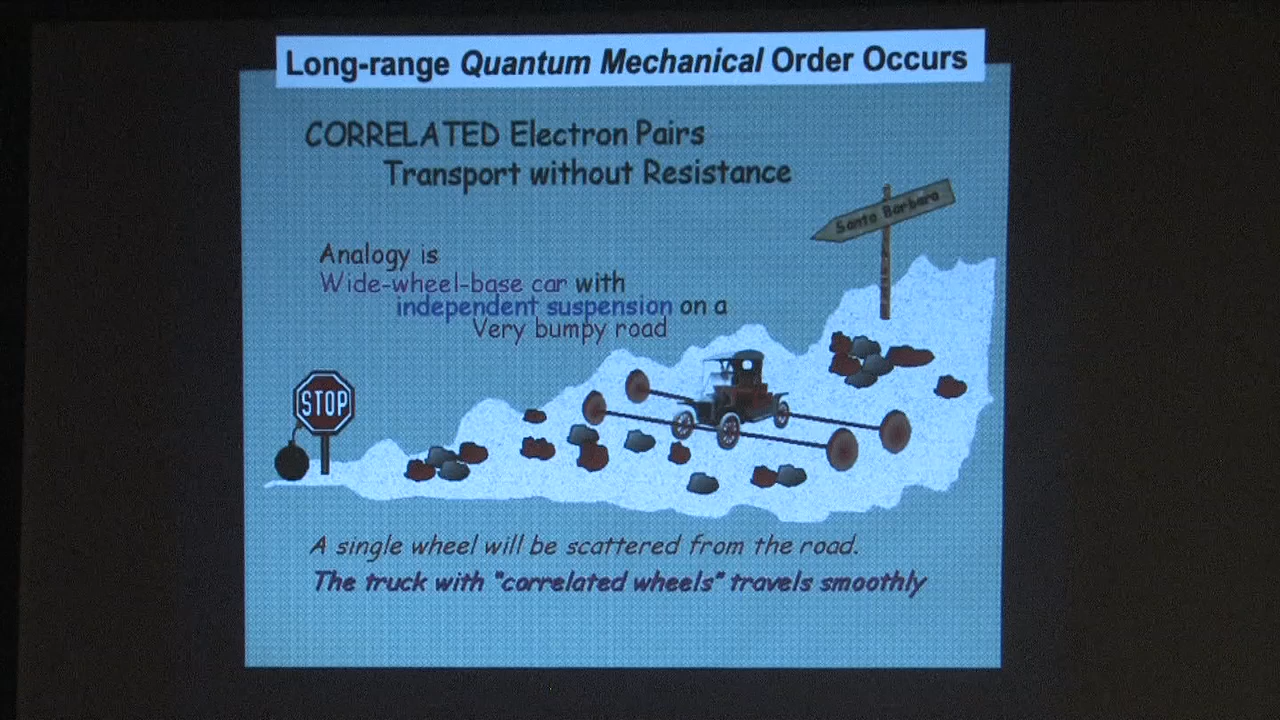 Long-range Quantum Mechanical Order Occurs
CORRELATED Electron Pairs
Transport without Resistance
Santa Barbara
Analogy is
Wide-wheel-base car with
independent suspension on a
Very bumpy road
STOP
A single wheel will be scattered from the road.
The truck with "correlated wheels" travels smoothly